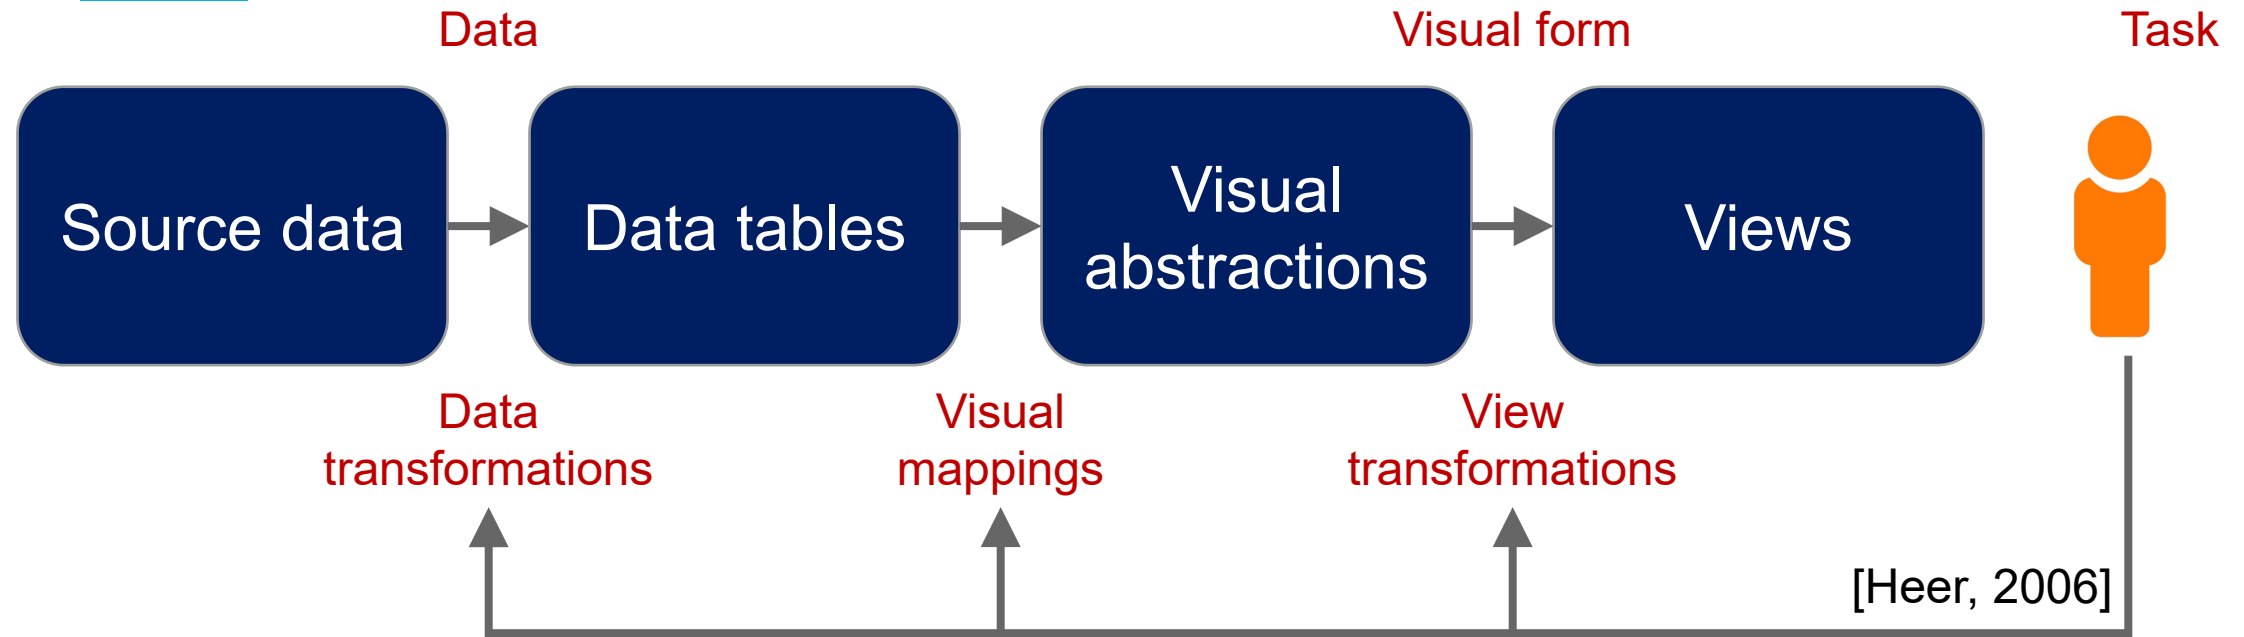 Data
Visual form
Task
Source data
Data tables
Visual
abstractions
Views
Data
transformations
Visual
mappings
View
transformations
[Heer, 2006]